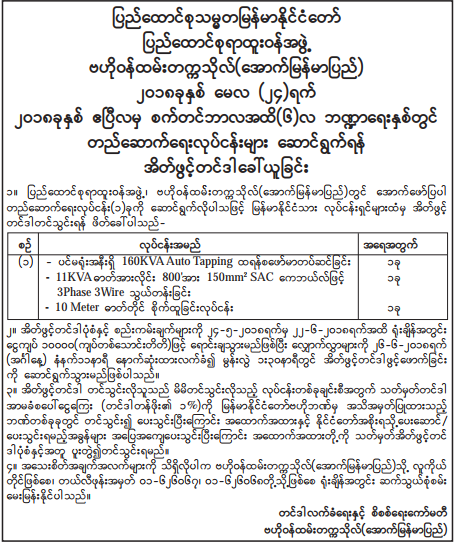 ပြည်ထောင်စုသမ္မတမြန်မာနိုင်ငံတော်
ပြည်ထောင်စုရာထူးဝန်အဖွဲ့
ဗဟိုဝန်ထမ်းတက္ကသိုလ်(အောက်မြန်မာပြည်)
၂၀၁၈ခုနှစ် မေလ (၂၄)ရက်
၂၀၁၈ခုနှစ် ဧပြီလမှ စက်တင်ဘာလအထိ(၆)လ ဘဏ္ဍာရေးနှစ်တွင်
တည်ဆောက်ရေးလုပ်ငန်းများ ဆောင်ရွက်ရန်
အိတ်ဖွင့်တင်ဒါခေါ်ယူခြင်း
၁။ ပြည်ထောင်စုရာထူးဝန်အဖွဲ့၊ ဗဟိုဝန်ထမ်းတက္ကသိုလ်(အောက်မြန်မာပြည်)တွင် အောက်ဖော်ပြပါ
တည်ဆောက်ရေးလုပ်ငန်း(၁)ခုကို ဆောင်ရွက်လိုပါသဖြင့် မြန်မာနိုင်ငံသား လုပ်ငန်းရှင်များထံမှ အိတ်ဖွင့်
တင်ဒါတင်သွင်းရန် ဖိတ်ခေါ်ပါသည်-
စဉ် လုပ်ငန်းအမည် အရေအတွက်
(၁) - ပင်မရုံးအနီးရှိ 160KVA Auto Tapping ထရန်စဖော်မာတပ်ဆင်ခြင်း ၁ခု
- 11KVA ဓာတ်အားလိုင်း 800'အား 150mm² SAC ကေဘယ်လ်ဖြင့် ၁ခု
3Phase 3Wire သွယ်တန်းခြင်း
- 10 Meter ဓာတ်တိုင် စိုက်ထူခြင်းလုပ်ငန်း ၁ခု
၂။ အိတ်ဖွင့်တင်ဒါပုံစံနှင့် စည်းကမ်းချက်များကို ၂၄-၅-၂၀၁၈ရက်မှ ၂၂-၆-၂၀၁၈ရက်အထိ ရုံးချိန်အတွင်း
ငွေကျပ် ၁၀၀၀၀(ကျပ်တစ်သောင်းတိတိ)ဖြင့် ရောင်းချသွားမည်ဖြစ်ပြီး လျှောက်လွှာများကို ၂၆-၆-၂၀၁၈ရက်
(အင်္ဂါနေ့) နံနက်၁၁နာရီ နောက်ဆုံးထားလက်ခံ၍ မွန်းလွဲ ၁း၃၀နာရီတွင် အိတ်ဖွင့်တင်ဒါဖွင့်ဖောက်ခြင်း
ကို ဆောင်ရွက်သွားမည်ဖြစ်ပါသည်။
၃။ အိတ်ဖွင့်တင်ဒါ တင်သွင်းလိုသူသည် မိမိတင်သွင်းလိုသည့် လုပ်ငန်းတစ်ခုချင်းစီအတွက် သတ်မှတ်တင်ဒါ
အာမခံစပေါ်ငွေကြေး (တင်ဒါတန်ဖိုး၏ ၁%)ကို မြန်မာနိုင်ငံတော်ဗဟိုဘဏ်မှ အသိအမှတ်ပြုထားသည့်
ဘဏ်တစ်ခုခုတွင် တင်သွင်း၍ ပေးသွင်းပြီးကြောင်း အထောက်အထားနှင့် နိုင်ငံတော်အစိုးရသို့ ပေးဆောင်/
ပေးသွင်းရမည့်အခွန်များ အပြေအကျေပေးသွင်းပြီးကြောင်း အထောက်အထားတို့ကို သတ်မှတ်အိတ်ဖွင့်တင်
ဒါပုံစံနှင့်အတူ ပူးတွဲ၍တင်သွင်းရမည်။
၄။ အသေးစိတ်အချက်အလက်များကို သိရှိလိုပါက ဗဟိုဝန်ထမ်းတက္ကသိုလ်(အောက်မြန်မာပြည်)သို့ လူကိုယ်
တိုင်ဖြစ်စေ၊ တယ်လီဖုန်းအမှတ် ၀၁-၆၂၆၀၆၇၊ ၀၁-၆၂၆၀၆၈တို့သို့ဖြစ်စေ ရုံးချိန်အတွင်း ဆက်သွယ်စုံစမ်း
မေးမြန်းနိုင်ပါသည်။
တင်ဒါလက်ခံရေးနှင့် စိစစ်ရေးကော်မတီ
ဗဟိုဝန်ထမ်းတက္ကသိုလ်(အောက်မြန်မာပြည်)